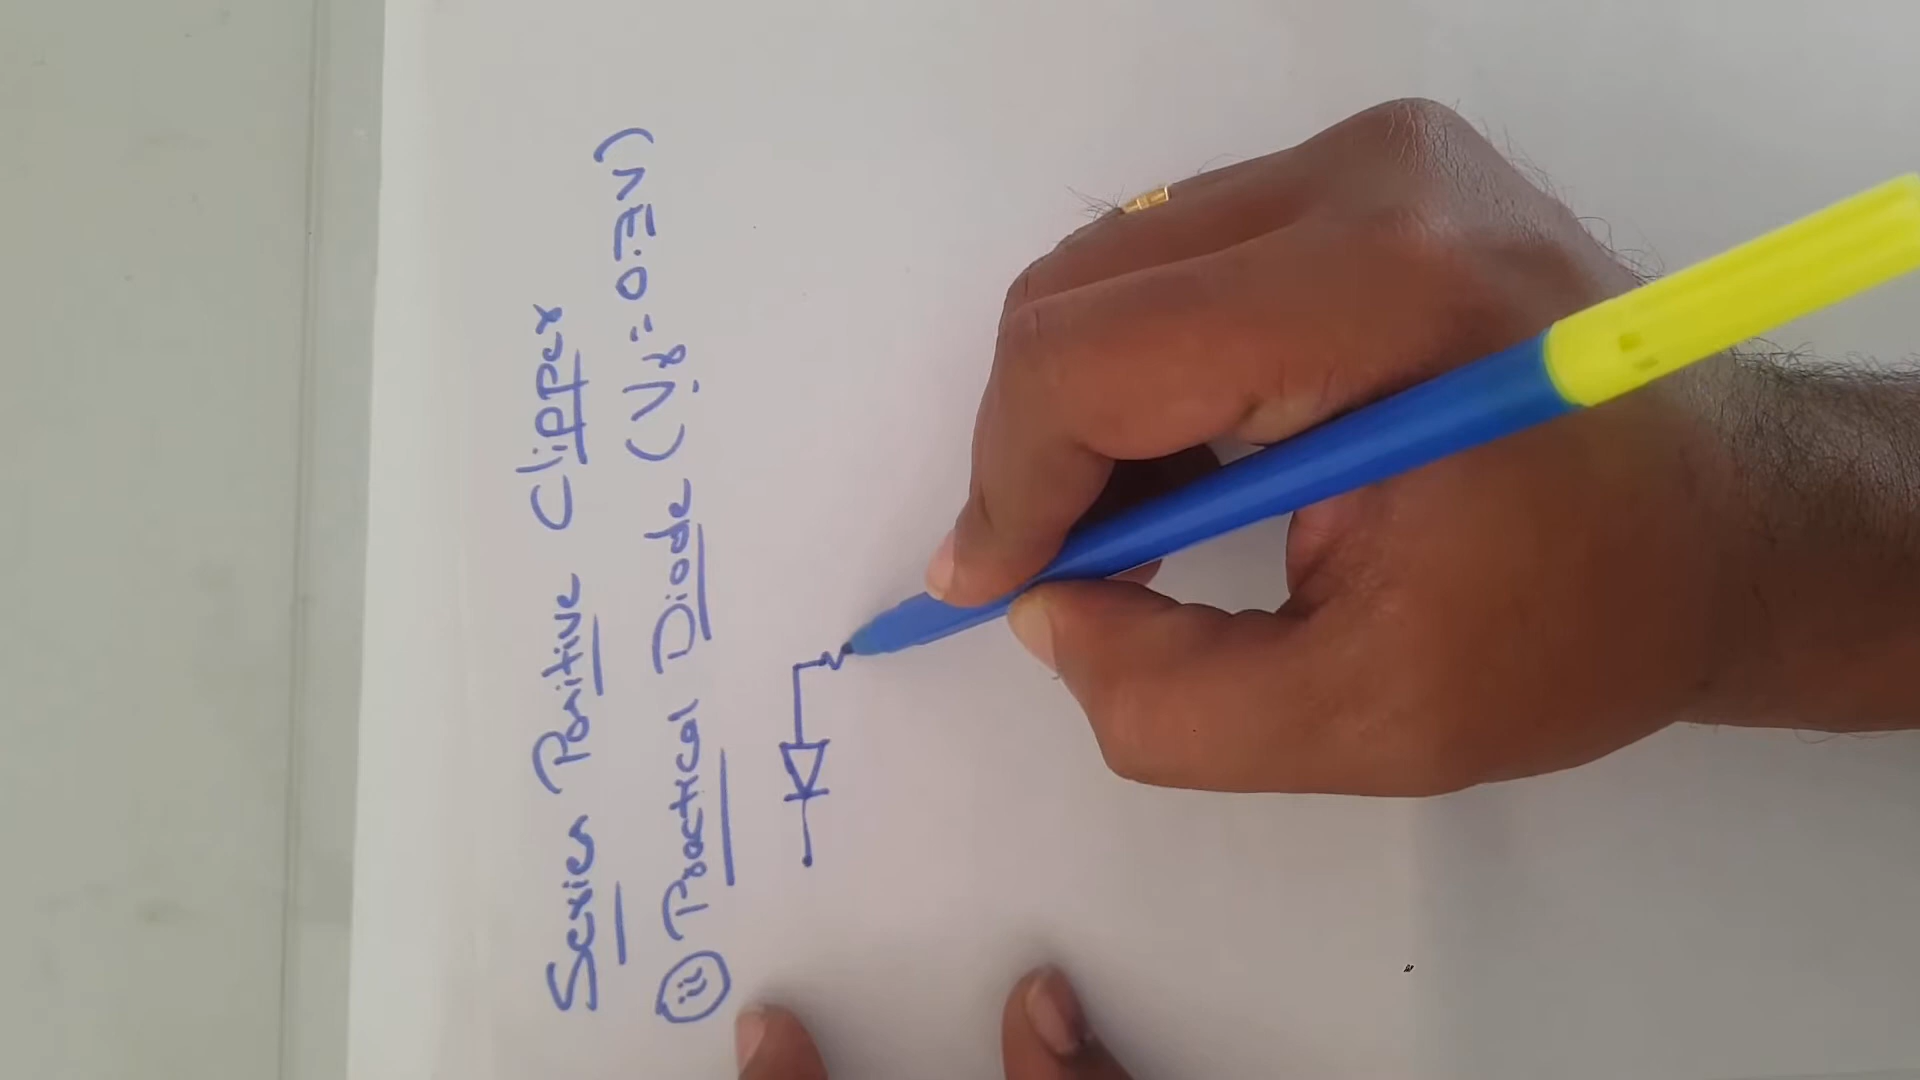 Series Positive Clipper
(ii) Practical Diode (Vγ = 0.7V)